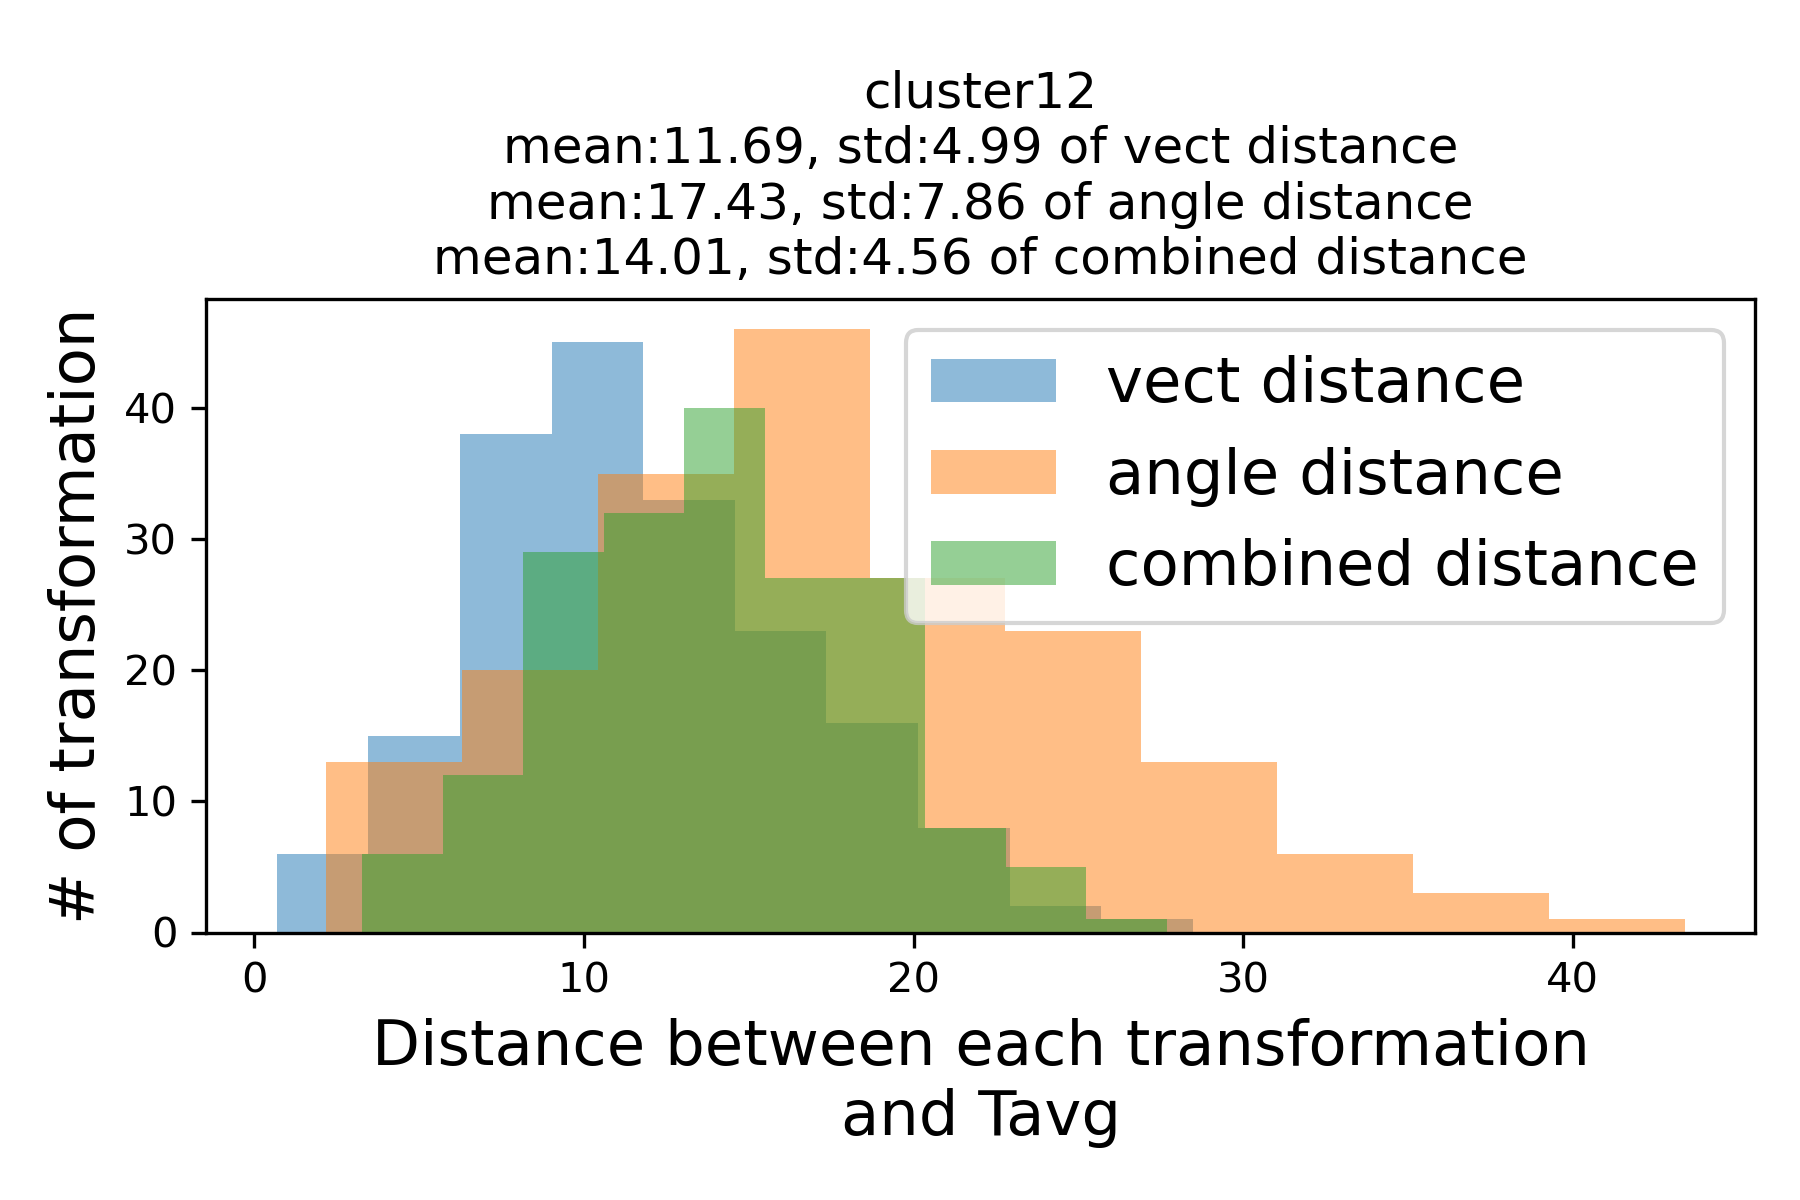 cluster12
mean:11.69, std:4.99 of vect distance
mean:17.43, std:7.86 of angle distance
mean:14.01, std:4.56 of combined distance
# of transformation
40
30
20
10
0
vect distance
angle distance
combined distance
0 10 20 30 40
Distance between each transformation
and Tavg